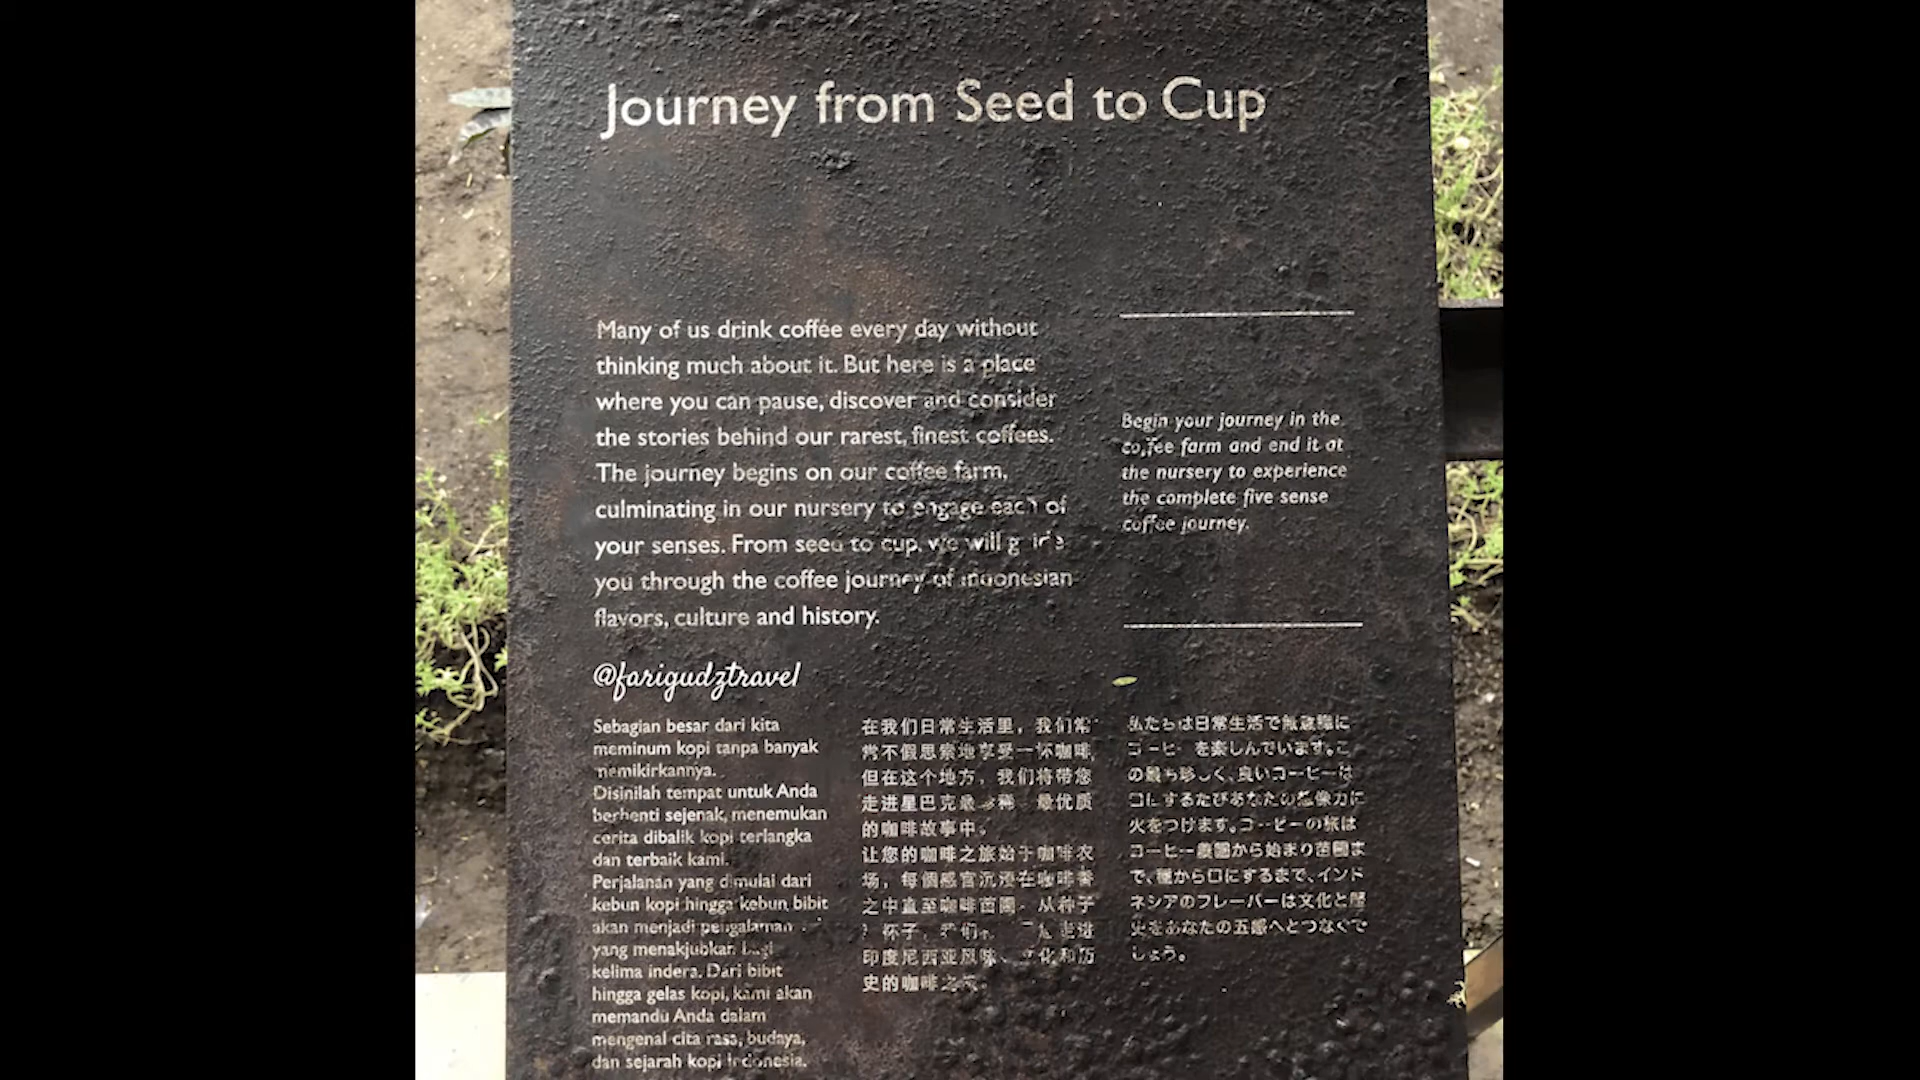 Journey from Seed to Cup
Many of us drink coffee every day without
thinking much about it. But here is a place
where you can pause, discover and consider
the stories behind our rarest, finest coffees.
The journey begins on our coffee farm,
culminating in our nursery to engage each of
your senses. From seed to cup, we will guide
you through the coffee journey of Indonesian
flavors, culture and history.
Begin your journey in the
coffee farm and end it at
the nursery to experience
the complete five sense
coffee journey.
@farigudztravel
Sebagian besar dari kita
meminum kopi tanpa banyak
memikirkannya.
Disinilah tempat untuk Anda
berhenti sejenak, menemukan
cerita dibalik kopi terlangka
dan terbaik kami.
Perjalanan yang dimulai dari
kebun kopi hingga kebun bibit
akan menjadi pengalaman
yang menakjubkan bagi
kelima indera. Dari bibit
hingga gelas kopi, kami akan
memandu Anda dalam
mengenal cita rasa, budaya,
dan sejarah kopi Indonesia.
在我们日常生活里，我们常
常不假思索地享受一杯咖啡,
但在这个地方，我们将带您
走进星巴克最 稀 最优质
的咖啡故事中。
让您的咖啡之旅始于咖啡农
场，每個感官沉浸在咖啡香
之中直至咖啡苗圃。从种子
杯子，我们 走进
印度尼西亚风味、文化和历
史的咖啡之
私たちは日常生活で無意識に
コーヒーを楽しんでいます。こ
の最も珍しく、良いコーヒーは
口にするたびあなたの想像力に
火をつけます。コーヒーの旅は
コーヒー農園から始まり苗圃ま
で、種から口にするまで、インド
ネシアのフレーバーは文化と歴
史をあなたの五感へとつなぐで
しょう。